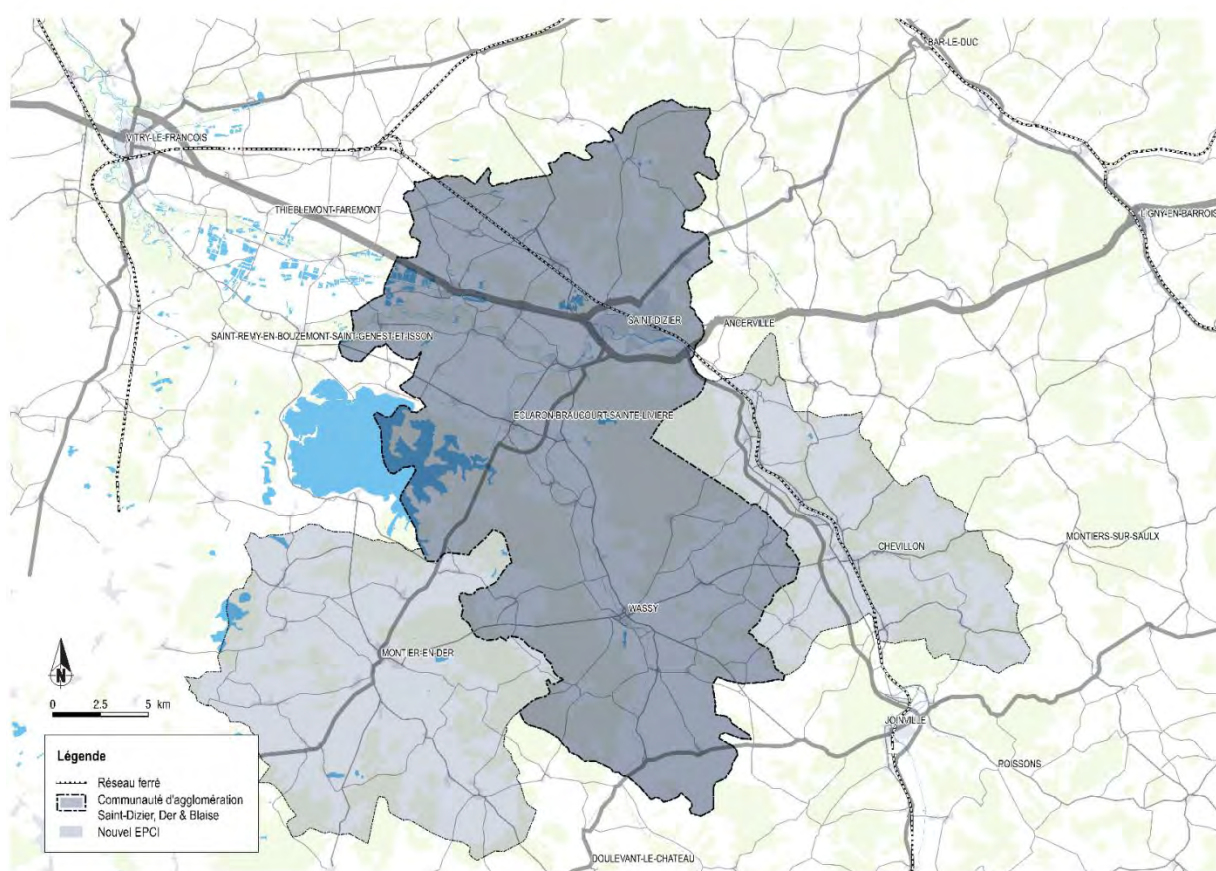 BAR-LE-DUC
VITRY-LE-FRANCOIS
THIEBLEMONT-FAREMONT
LIGNY-EN-BARROIS
SAINT-DIZIER
ANCERVILLE
SAINT-REMY-EN-BOUZEMONT-SAINT-GENEST-ET-ISSON
ECLARON-BRAUCOURT-SAINTE-LIVIERE
CHEVILLON
MONTIERS-SUR-SAULX
WASSY
MONTIER-EN-DER
N
0 2.5 5 km
JOINVILLE
POISSONS
Légende
Réseau ferré
Communauté d'agglomération
Saint-Dizier, Der & Blaise
Nouvel EPCI
DOULEVANT-LE-CHATEAU